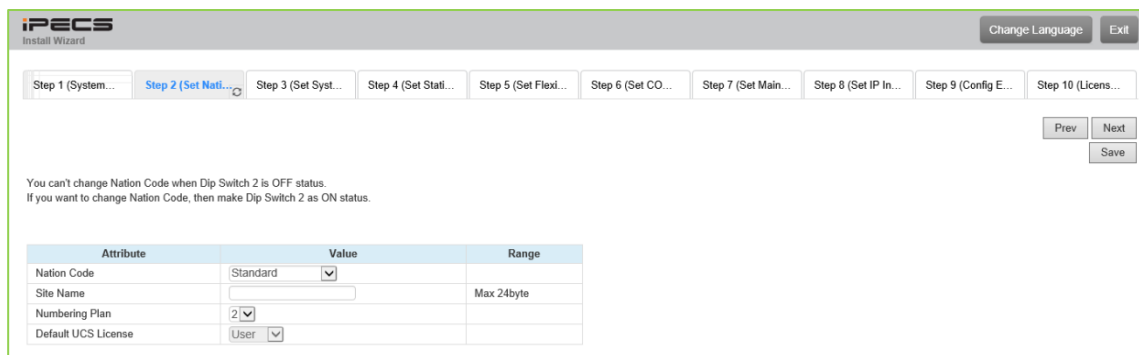 iPECS
Install Wizard
Change Language
Exit
Step 1 (System...
Step 2 (Set Nati...
Step 3 (Set Syst...
Step 4 (Set Stati...
Step 5 (Set Flexi...
Step 6 (Set CO...
Step 7 (Set Main...
Step 8 (Set IP In...
Step 9 (Config E...
Step 10 (Licens...
Prev
Next
Save
You can't change Nation Code when Dip Switch 2 is OFF status.
If you want to change Nation Code, then make Dip Switch 2 as ON status.
Attribute Value Range
Nation Code Standard
Site Name Max 24byte
Numbering Plan 2
Default UCS License User